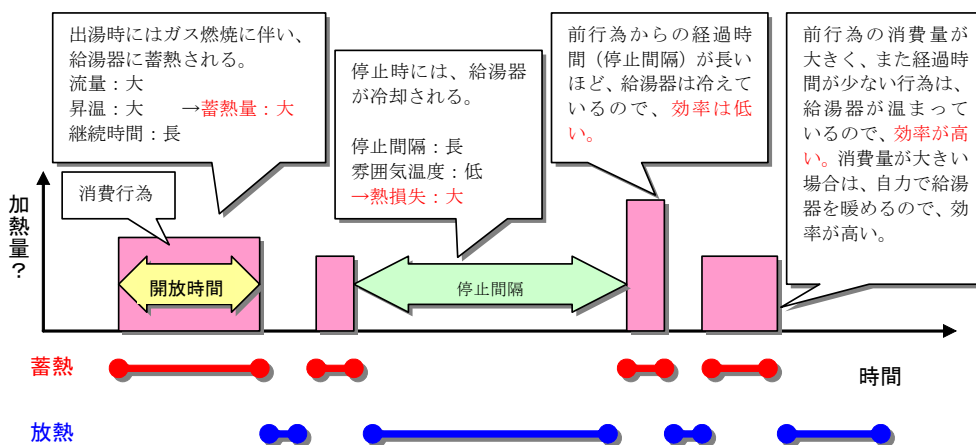 出湯時にはガス燃焼に伴い、
給湯器に蓄熱される。
流量：大
昇温：大　→蓄熱量：大
継続時間：長
停止時には、給湯器
が冷却される。
停止間隔：長
雰囲気温度：低
→熱損失：大
前行為からの経過時
間（停止間隔）が長い
ほど、給湯器は冷えて
いるので、効率は低
い。
前行為の消費量が
大きく、また経過時
間が少ない行為は、
給湯器が温まって
いるので、効率が高
い。消費量が大きい
場合は、自力で給湯
器を暖めるので、効
率が高い。
消費行為
加熱量？
開放時間
停止間隔
蓄熱
時間
放熱